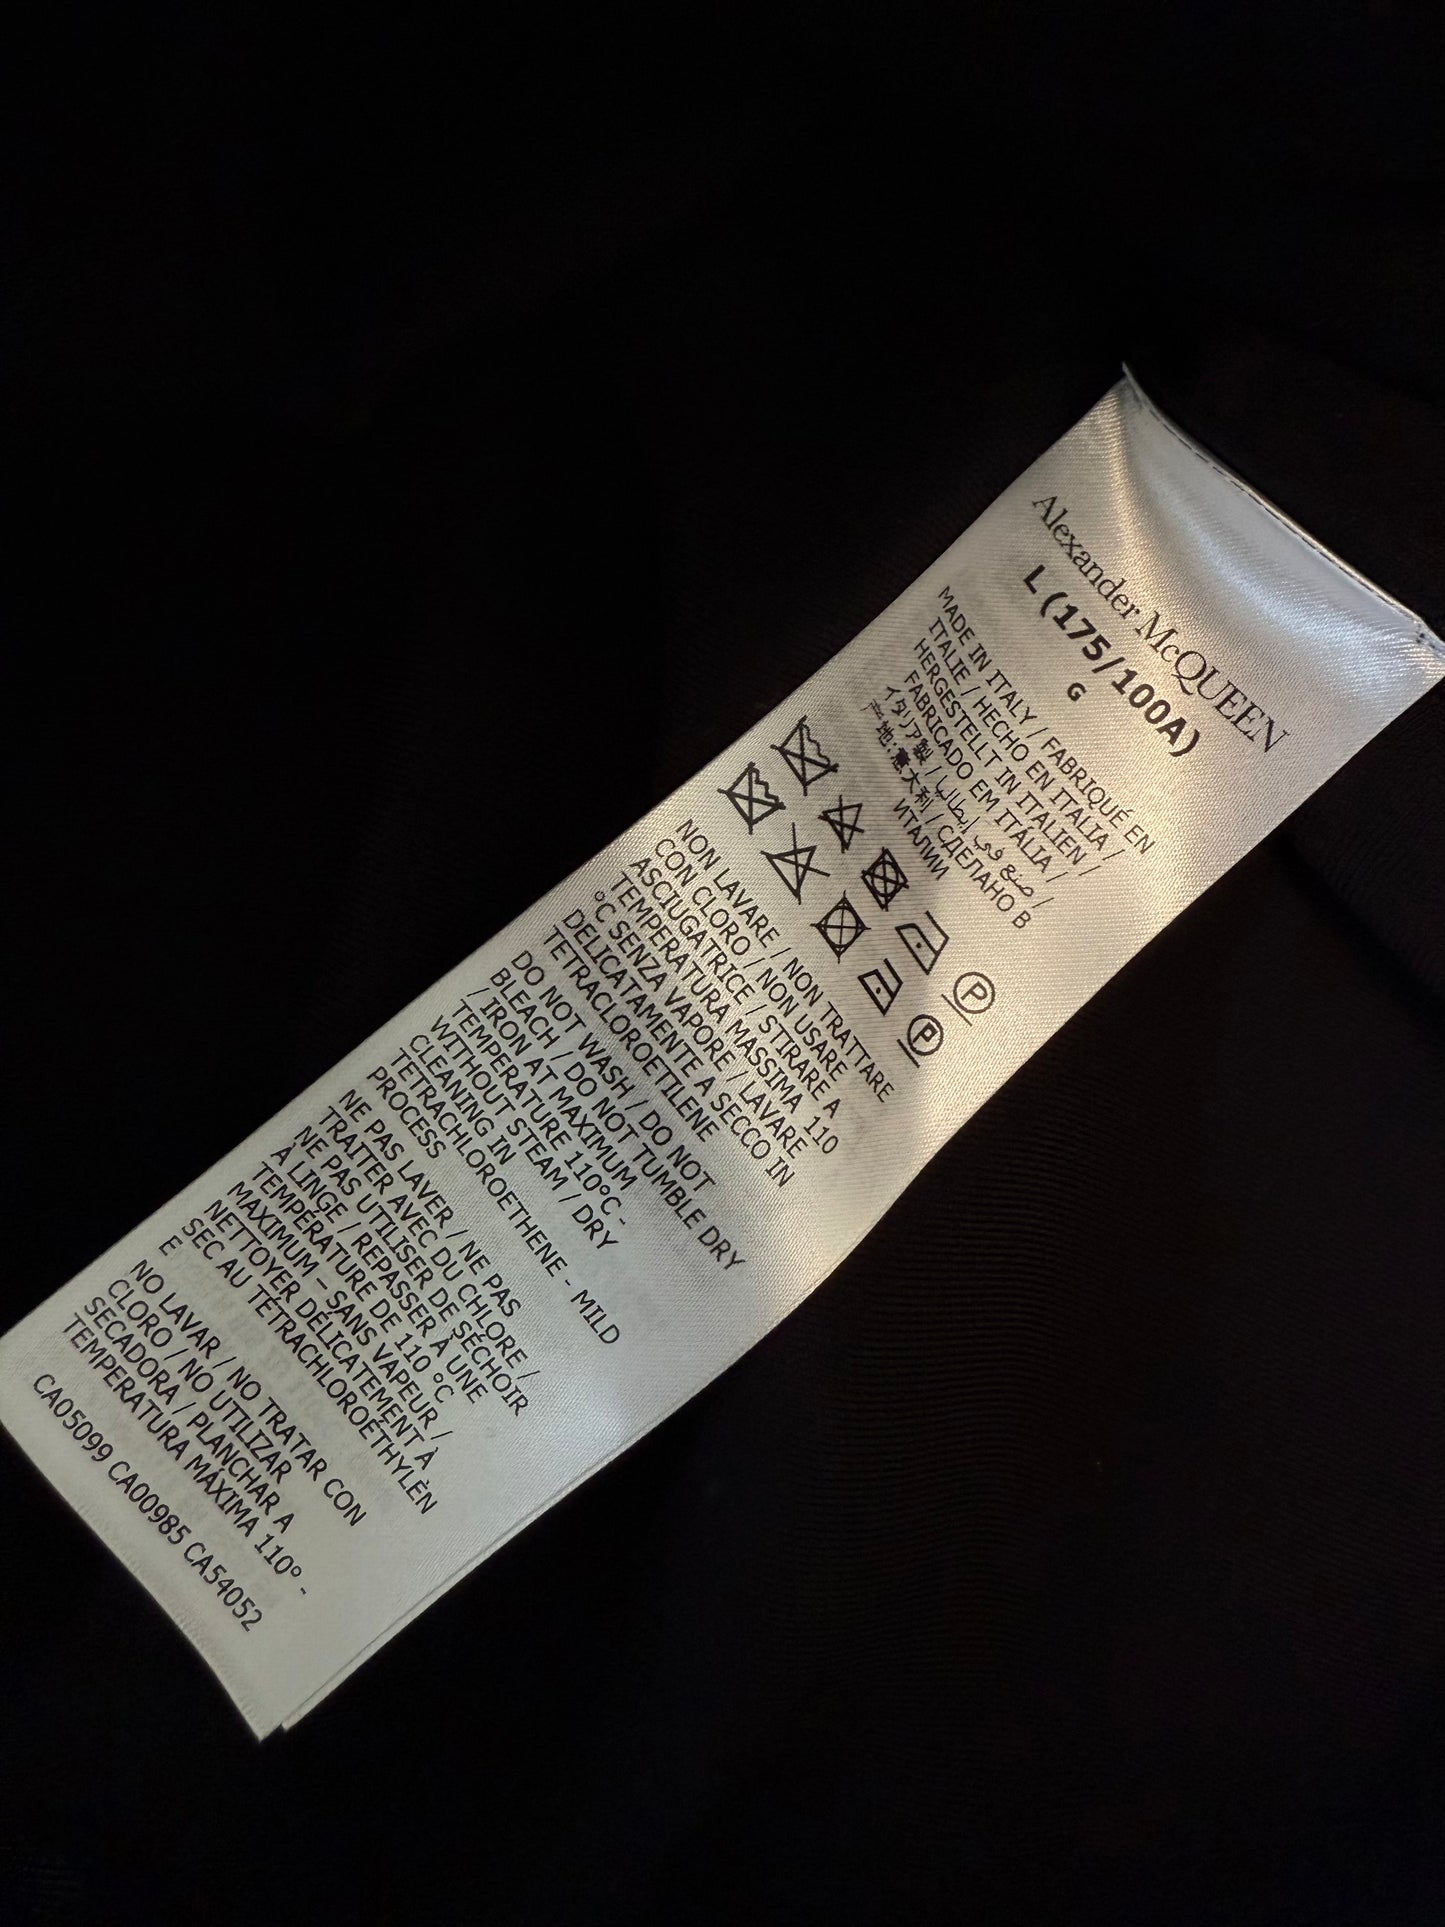 Alexander McQUEEN
L (175/100A)
G
MADE IN ITALY / FABRIQUÉ EN
ITALIE / HECHO EN ITALIA /
HERGESTELLT IN ITALIEN /
FABRICADO EM ITÁLIA /
イタリア製 / صنع في إيطاليا /
产地:意大利 / СДЕЛАНО В
ИТАЛИИ
P
P
NON LAVARE / NON TRATTARE
CON CLORO / NON USARE
ASCIUGATRICE / STIRARE A
TEMPERATURA MASSIMA 110
°C SENZA VAPORE / LAVARE
DELICATAMENTE A SECCO IN
TETRACLOROETILENE
DO NOT WASH / DO NOT
BLEACH / DO NOT TUMBLE DRY
/ IRON AT MAXIMUM
TEMPERATURE 110°C -
WITHOUT STEAM / DRY
CLEANING IN
TETRACHLOROETHENE - MILD
PROCESS
NE PAS LAVER / NE PAS
TRAITER AVEC DU CHLORE /
NE PAS UTILISER DE SÉCHOIR
À LINGE / REPASSER À UNE
TEMPÉRATURE DE 110 °C
MAXIMUM – SANS VAPEUR /
NETTOYER DÉLICATEMENT À
SEC AU TÉTRACHLOROÉTHYLÈN
E
NO LAVAR / NO TRATAR CON
CLORO / NO UTILIZAR
SECADORA / PLANCHAR A
TEMPERATURA MÁXIMA 110° -
CA05099 CA00985 CA54052